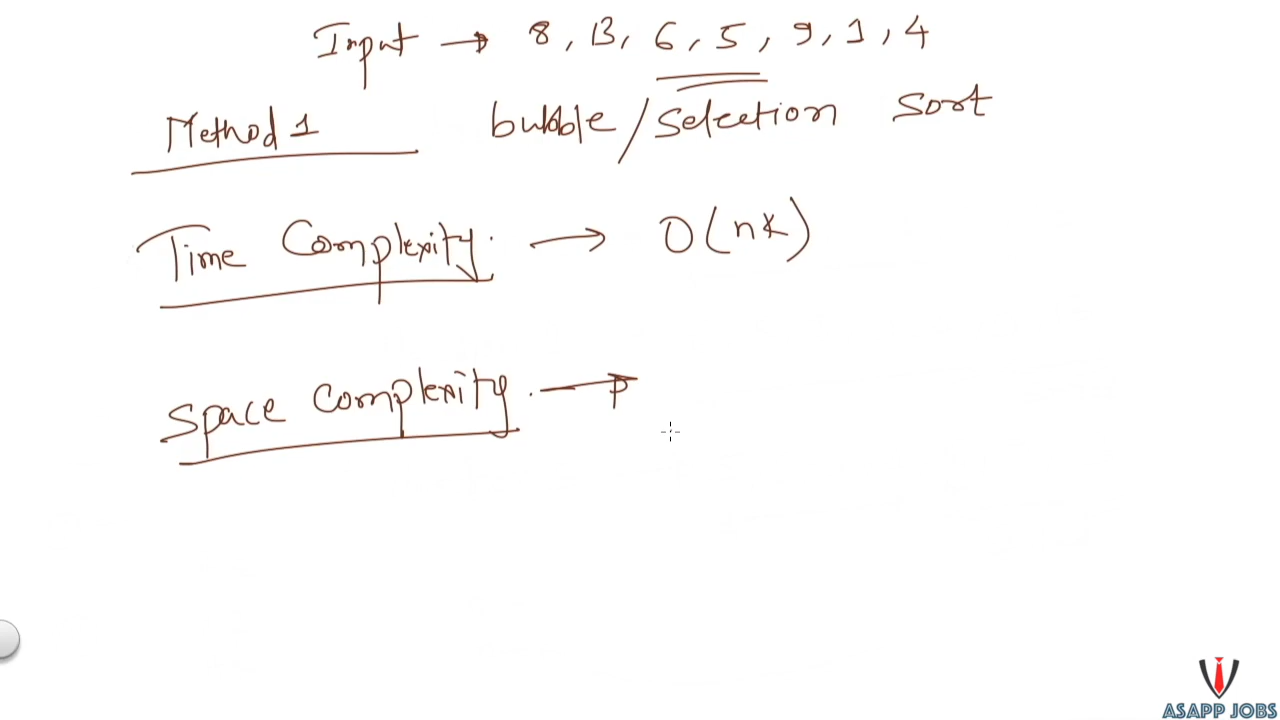 Input → 8, 13, 6, 5, 9, 1, 4
Method 1 bubble/selection sort
Time Complexity. → O(nk)
Space Complexity. →
ASAPP JOBS